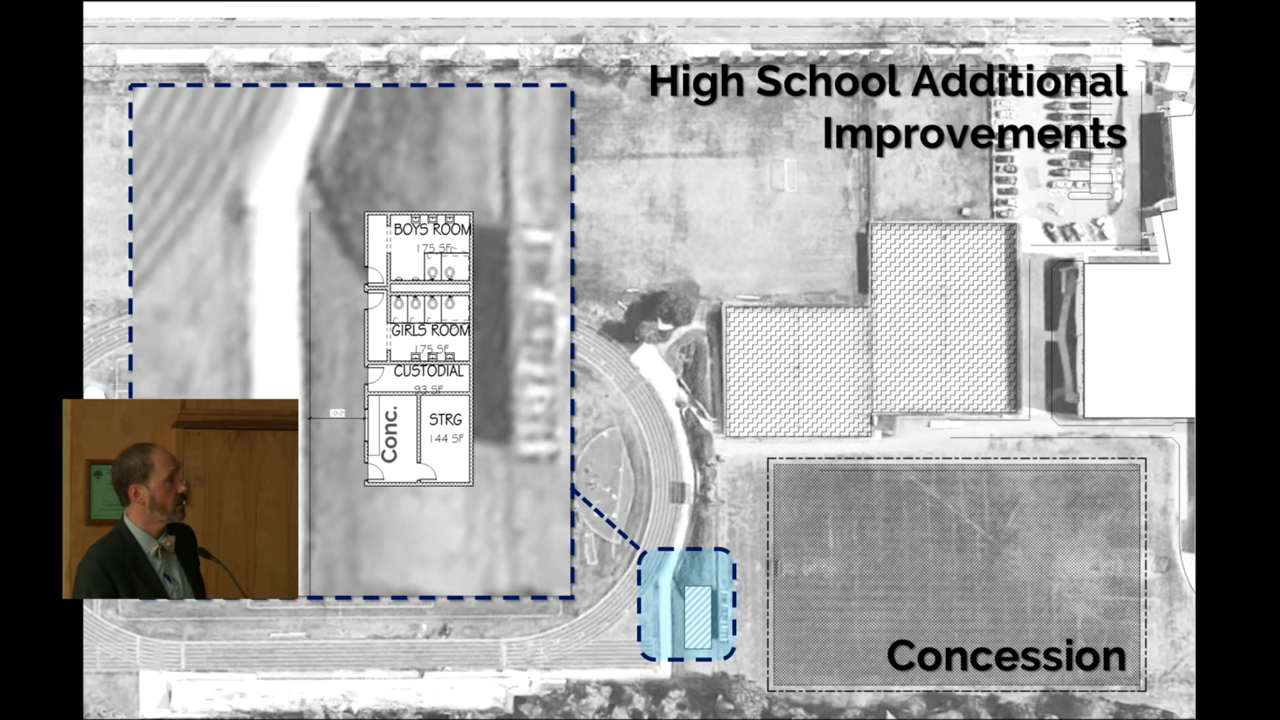 High School Additional
Improvements
BOYS ROOM
175 SF
GIRLS ROOM
175 SF
CUSTODIAL
93 SF
Conc.
STRG
144 SF
Concession